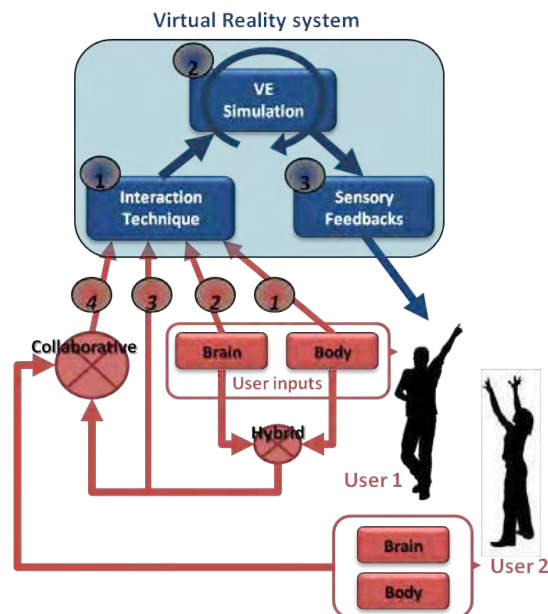 Virtual Reality system
2
VE
Simulation
1
Interaction
Technique
3
Sensory
Feedbacks
4
3
2
1
Collaborative
Brain
Body
User inputs
Hybrid
User 1
Brain
Body
User 2